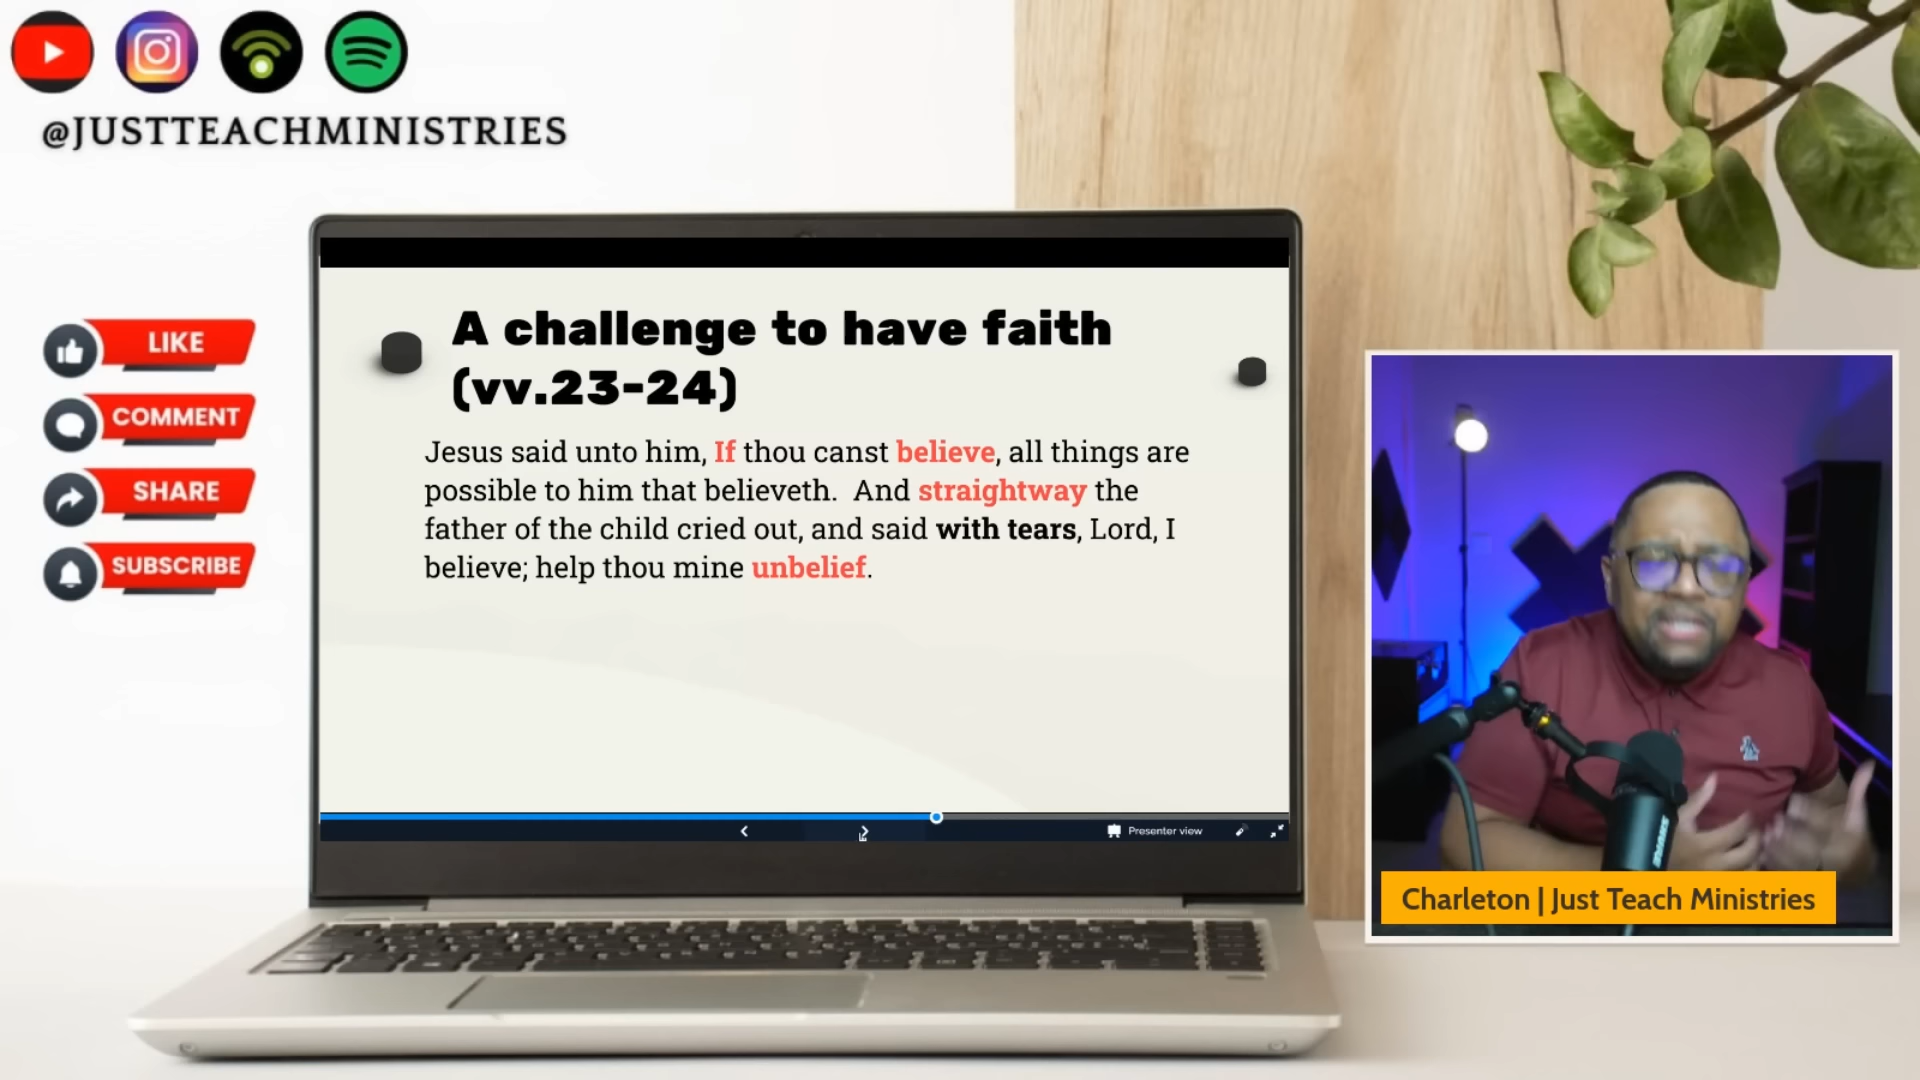 @JUSTTEACHMINISTRIES
LIKE
COMMENT
SHARE
SUBSCRIBE
A challenge to have faith
(vv.23-24)
Jesus said unto him, If thou canst believe, all things are
possible to him that believeth. And straightway the
father of the child cried out, and said with tears, Lord, I
believe; help thou mine unbelief.
Presenter view
SHURE
Charleton | Just Teach Ministries